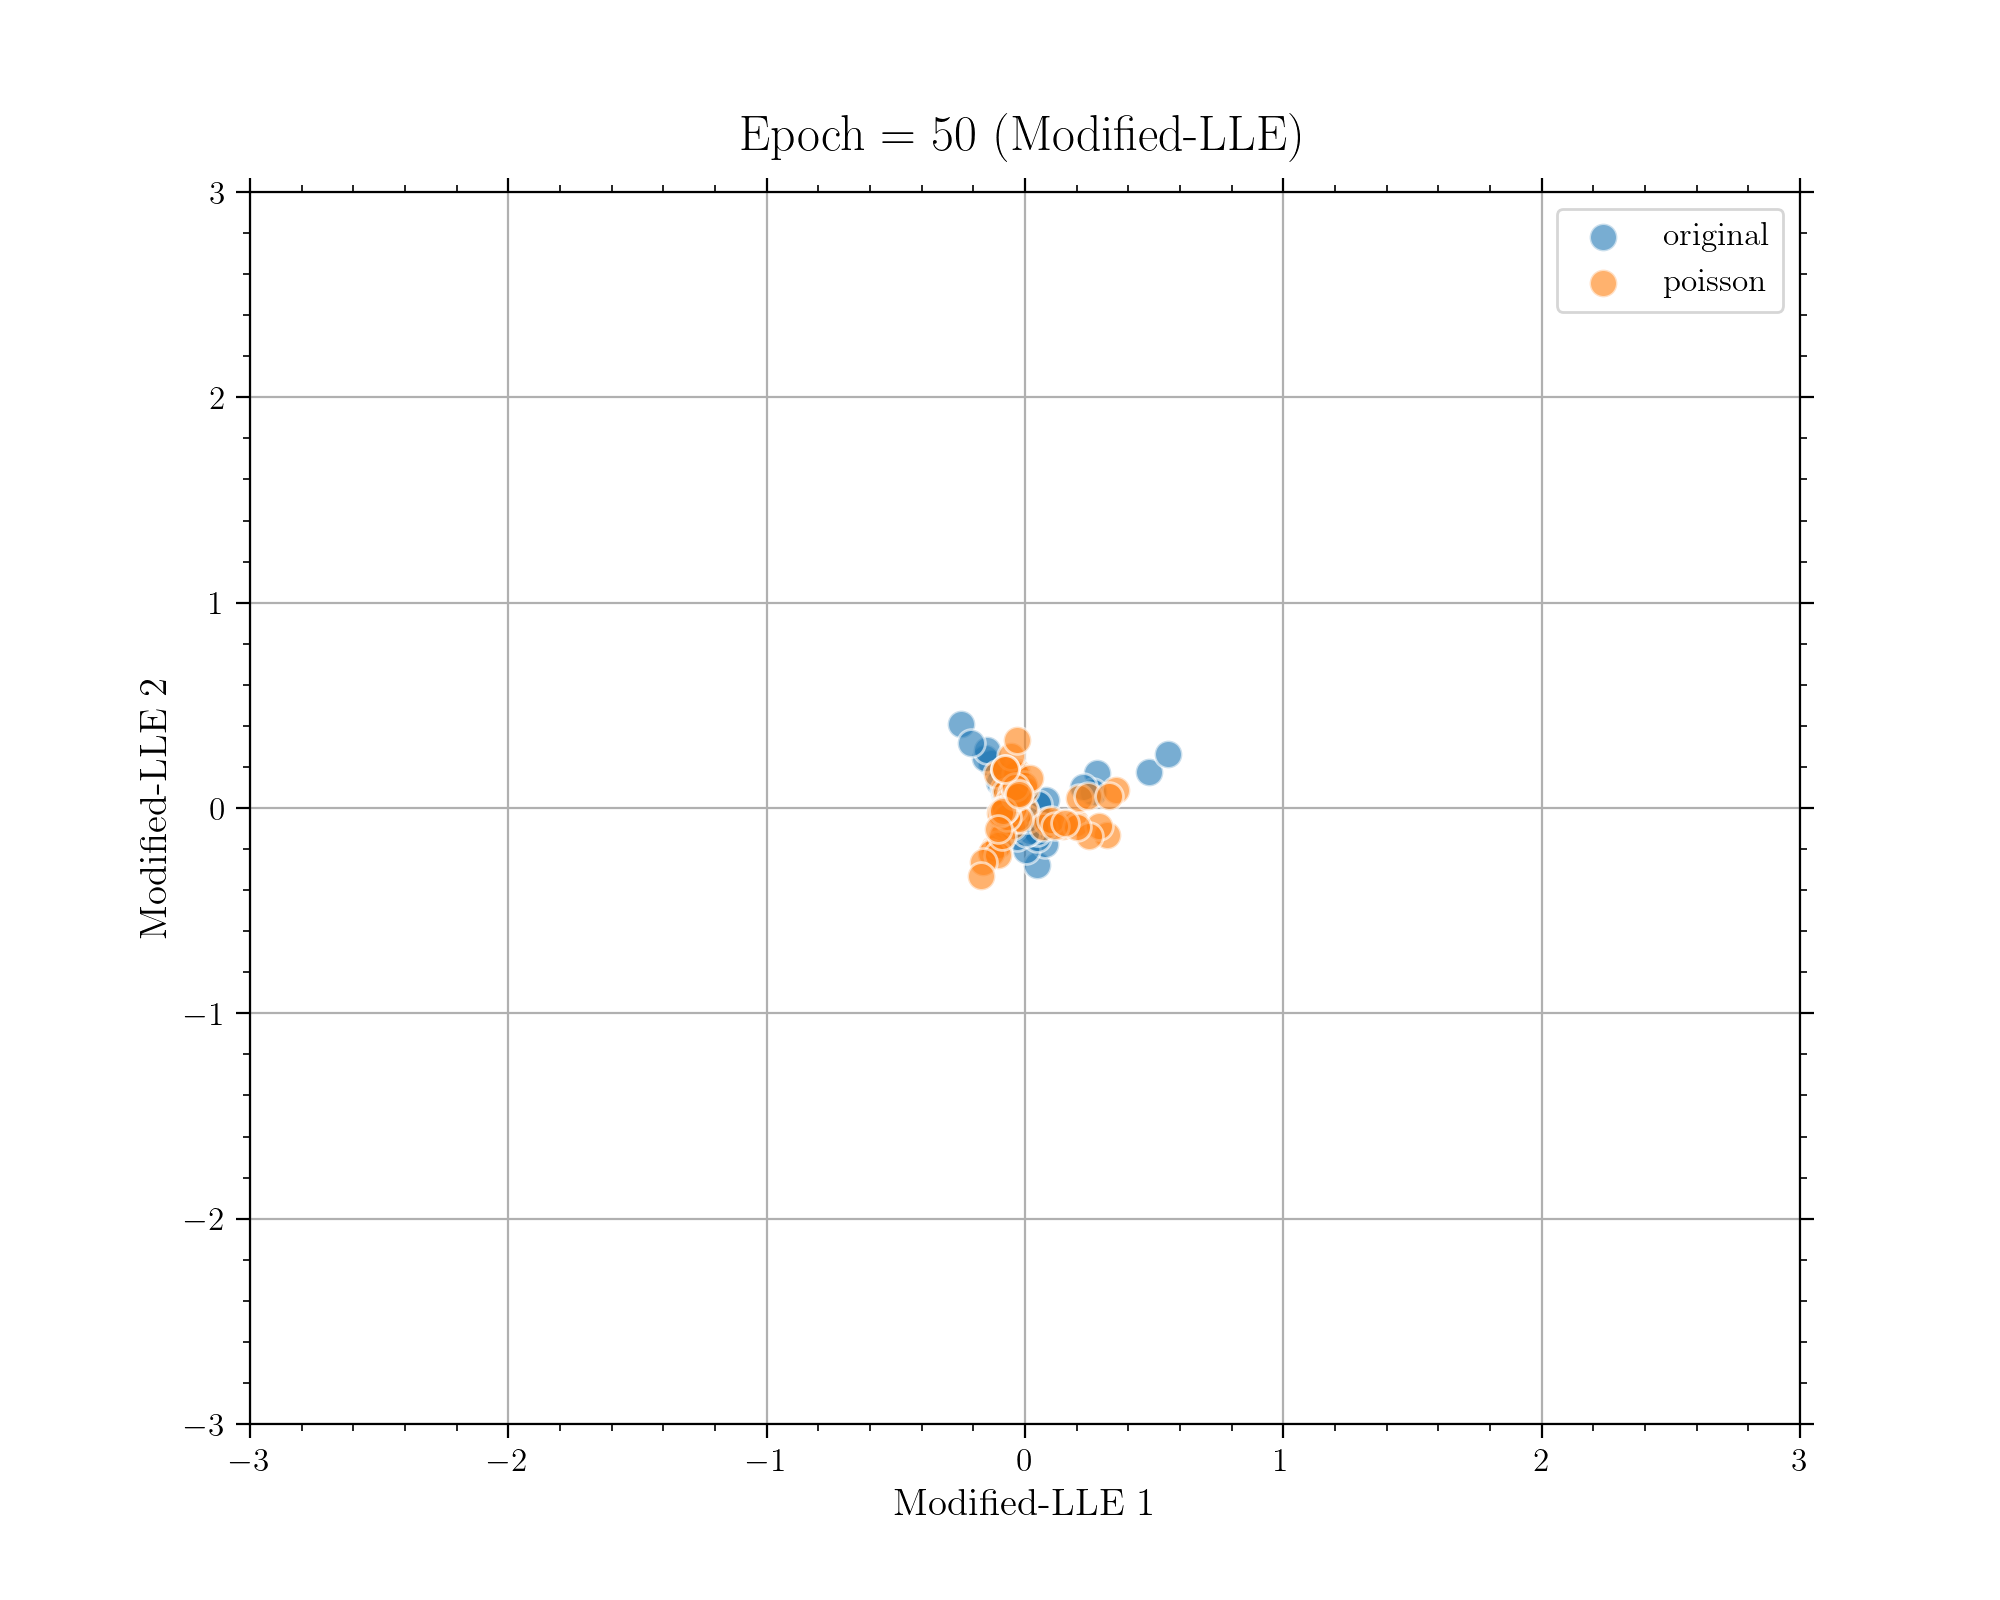 Epoch = 50 (Modified-LLE)
original
poisson
3
2
1
0
−1
−2
−3
Modified-LLE 2
−3
−2
−1
0
1
2
3
Modified-LLE 1